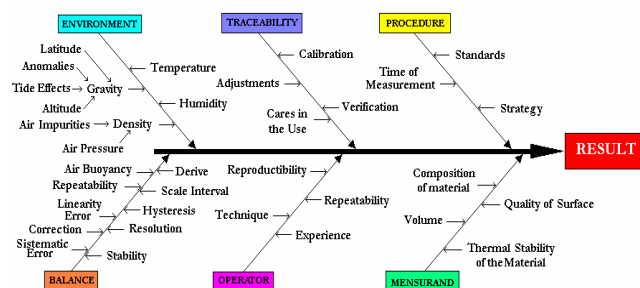 ENVIRONMENT
TRACEABILITY
PROCEDURE
Latitude
Anomalies
Tide Effects
Gravity
Altitude
Air Impurities
Density
Air Pressure
Temperature
Humidity
Calibration
Adjustments
Verification
Cares in
the Use
Standards
Time of
Measurement
Strategy
RESULT
Air Buoyancy
Derive
Repeatability
Scale Interval
Linearity
Error
Hysteresis
Correction
Resolution
Sistematic
Error
Stability
Reproductibility
Repeatability
Technique
Experience
Composition
of material
Quality of Surface
Volume
Thermal Stability
of the Material
BALANCE
OPERATOR
MENSURAND